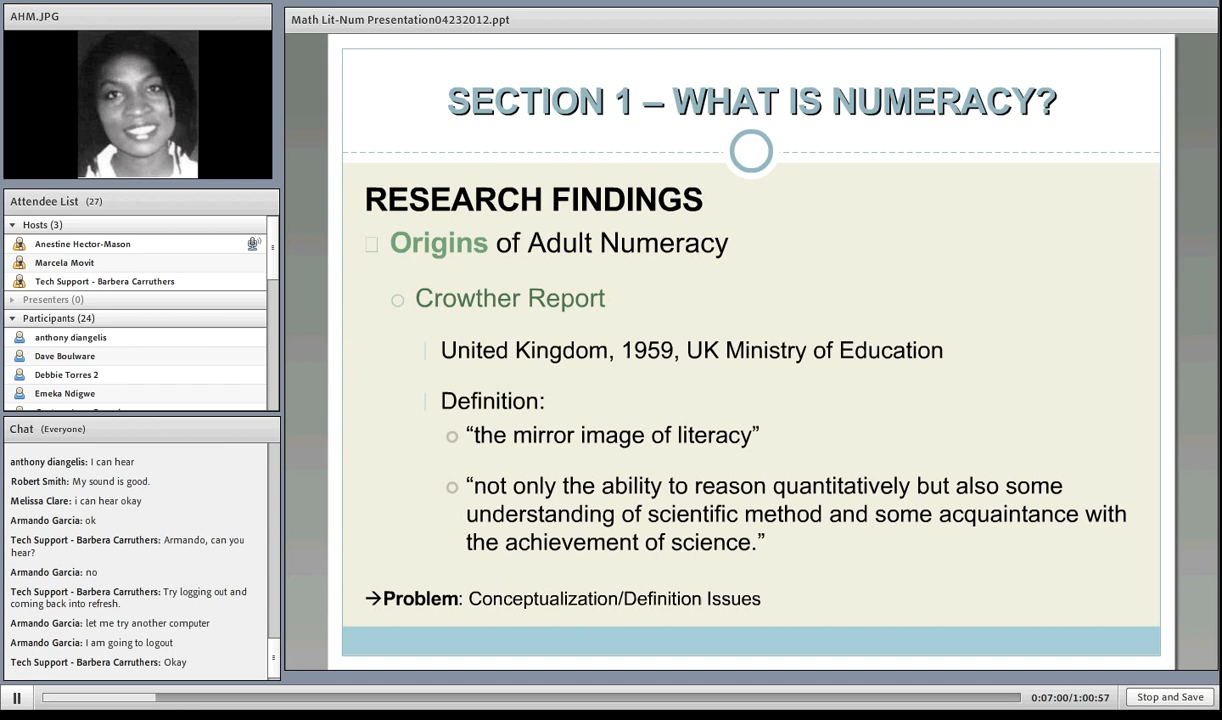 AHM.JPG
Attendee List (27)
Hosts (3)
Anestine Hector-Mason
Marcela Movit
Tech Support - Barbera Carruthers
Presenters (0)
Participants (24)
anthony diangelis
Dave Boulware
Debbie Torres 2
Emeka Ndigwe
Chat (Everyone)
anthony diangelis: I can hear
Robert Smith: My sound is good.
Melissa Clare: i can hear okay
Armando Garcia: ok
Tech Support - Barbera Carruthers: Armando, can you
hear?
Armando Garcia: no
Tech Support - Barbera Carruthers: Try logging out and
coming back into refresh.
Armando Garcia: let me try another computer
Armando Garcia: I am going to logout
Tech Support - Barbera Carruthers: Okay
Math Lit-Num Presentation04232012.ppt
SECTION 1 – WHAT IS NUMERACY?
RESEARCH FINDINGS
Origins of Adult Numeracy
Crowther Report
United Kingdom, 1959, UK Ministry of Education
Definition:
“the mirror image of literacy”
“not only the ability to reason quantitatively but also some
understanding of scientific method and some acquaintance with
the achievement of science.”
→Problem: Conceptualization/Definition Issues
0:07:00/1:00:57
Stop and Save